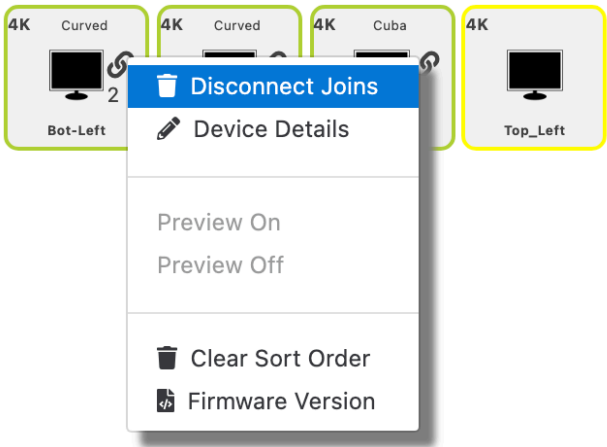 4K Curved
4K Curved
4K Cuba
4K
2
Bot-Left
Top_Left
Disconnect Joins
Device Details
Preview On
Preview Off
Clear Sort Order
Firmware Version